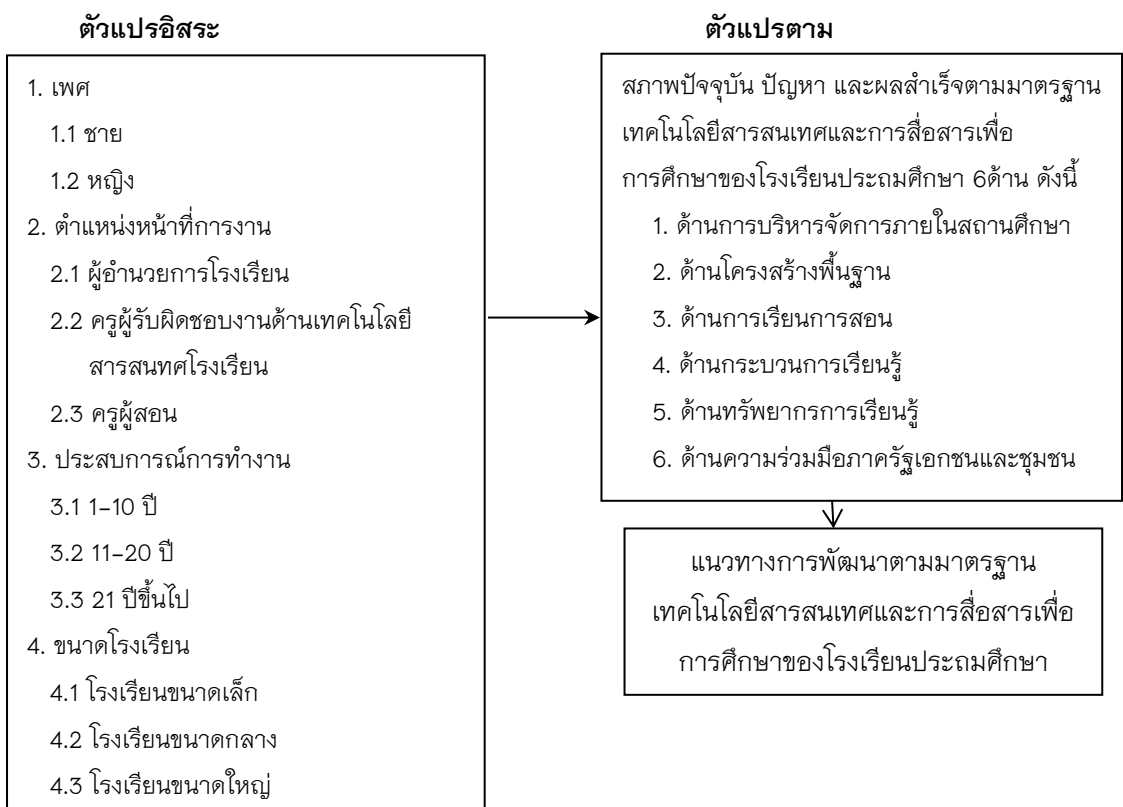 ตัวแปรอิสระ
1. เพศ
1.1 ชาย
1.2 หญิง
2. ตำแหน่งหน้าที่การงาน
2.1 ผู้อำนวยการโรงเรียน
2.2 ครูผู้รับผิดชอบงานด้านเทคโนโลยี
สารสนทศโรงเรียน
2.3 ครูผู้สอน
3. ประสบการณ์การทำงาน
3.1 1–10 ปี
3.2 11–20 ปี
3.3 21 ปีขึ้นไป
4. ขนาดโรงเรียน
4.1 โรงเรียนขนาดเล็ก
4.2 โรงเรียนขนาดกลาง
4.3 โรงเรียนขนาดใหญ่
ตัวแปรตาม
สภาพปัจจุบัน ปัญหา และผลสำเร็จตามมาตรฐาน
เทคโนโลยีสารสนเทศและการสื่อสารเพื่อ
การศึกษาของโรงเรียนประถมศึกษา 6ด้าน ดังนี้
1. ด้านการบริหารจัดการภายในสถานศึกษา
2. ด้านโครงสร้างพื้นฐาน
3. ด้านการเรียนการสอน
4. ด้านกระบวนการเรียนรู้
5. ด้านทรัพยากรการเรียนรู้
6. ด้านความร่วมมือภาครัฐเอกชนและชุมชน
แนวทางการพัฒนาตามมาตรฐาน
เทคโนโลยีสารสนเทศและการสื่อสารเพื่อ
การศึกษาของโรงเรียนประถมศึกษา